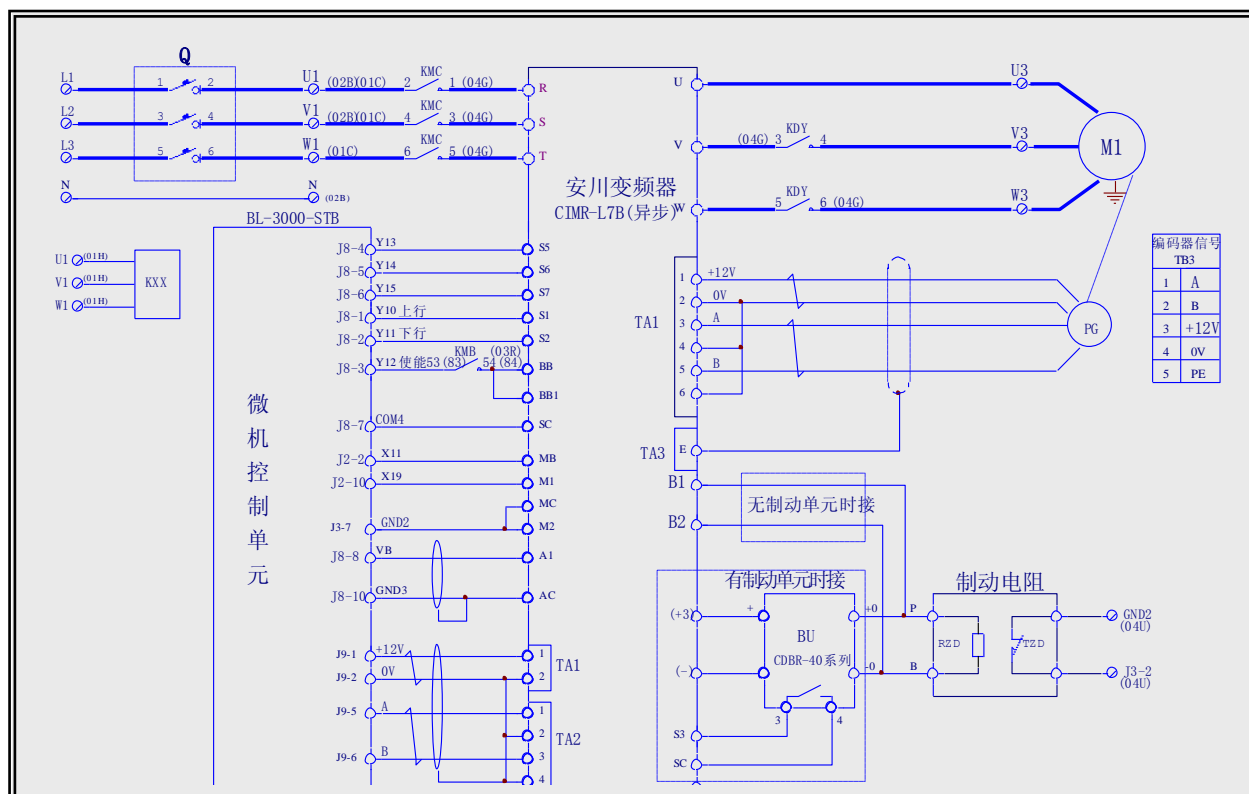 Q
L1 1 2 U1 (02B)(01C) 2 KMC 1 (04G) R
L2 3 4 V1 (02B)(01C) 4 KMC 3 (04G) S
L3 5 6 W1 (01C) 6 KMC 5 (04G) T
N N (02B)
U U3
V (04G) 3 KDY 4 V3
W 5 KDY 6 (04G) W3
M1
安川变频器
CIMR-L7B(异步)
BL-3000-STB
U1 (01H)
V1 (01H)
W1 (01H)
KXX
微机控制单元
J8-4 Y13 S5
J8-5 Y14 S6
J8-6 Y15 S7
J8-1 Y10 上行 S1
J8-2 Y11 下行 S2
J8-3 Y12 使能 53(83) KMB 54(84) (03R) BB
BB1
J8-7 COM4 SC
J2-2 X11 MB
J2-10 X19 M1
MC
J3-7 GND2 M2
J8-8 VB A1
J8-10 GND3 AC
J9-1 +12V 1
J9-2 0V 2
TA1
J9-5 A 1
2
TA2
J9-6 B 3
4
TA1
1 +12V
2 0V
3 A
4
5 B
6
PG
TA3 E
B1
B2
无制动单元时接
有制动单元时接
(+3) + +0 P
(-) -0 B
BU
CDBR-40系列
3 4
S3
SC
制动电阻
RZD TZD
GND2
(04U)
J3-2
(04U)
编码器信号
TB3
1 A
2 B
3 +12V
4 0V
5 PE